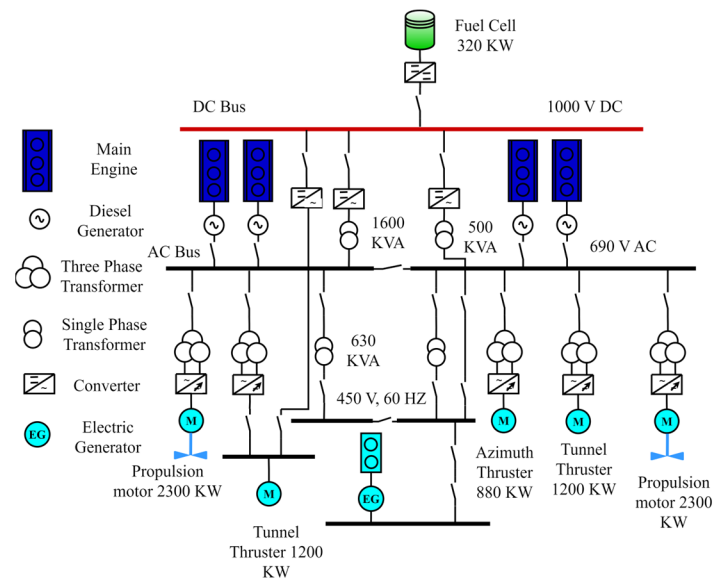 Fuel Cell
320 KW
DC Bus
1000 V DC
Main
Engine
Diesel
Generator
Three Phase
Transformer
Single Phase
Transformer
Converter
EG
Electric
Generator
1600
KVA
500
KVA
AC Bus
690 V AC
630
KVA
450 V, 60 HZ
M
Propulsion
motor 2300 KW
M
Tunnel
Thruster 1200
KW
EG
M
Azimuth
Thruster
880 KW
M
Tunnel
Thruster
1200 KW
M
Propulsion
motor 2300
KW